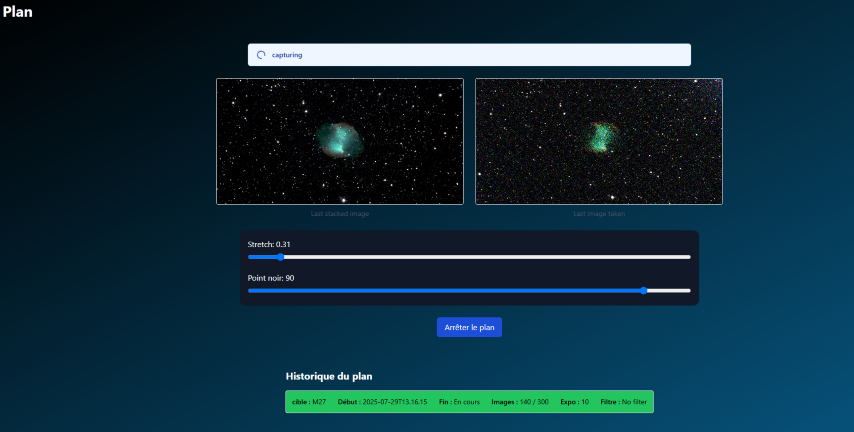 Plan
capturing
Last stacked image
Last image taken
Stretch: 0.31
Point noir: 90
Arrêter le plan
Historique du plan
cible : M27 Début : 2025-07-29T13.16.15 Fin : En cours Images : 140 / 300 Expo : 10 Filtre : No filter